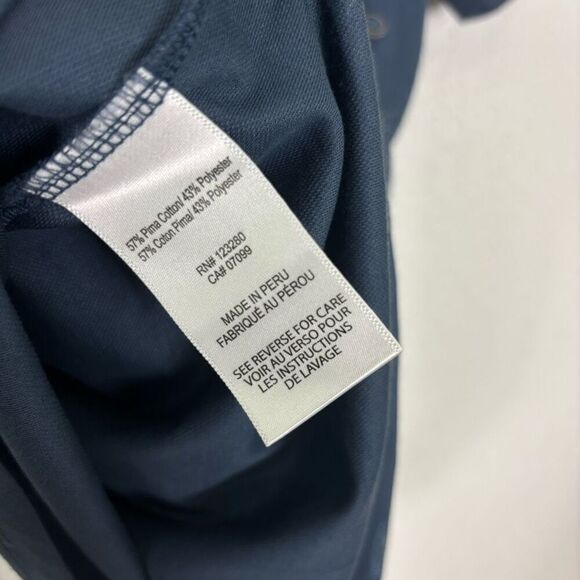 57% Pima Cotton/ 43% Polyester
57% Coton Pima/ 43% Polyester
RN# 123280
CA# 07099
MADE IN PERU
FABRIQUÉ AU PÉROU
SEE REVERSE FOR CARE
VOIR AU VERSO POUR
LES INSTRUCTIONS
DE LAVAGE